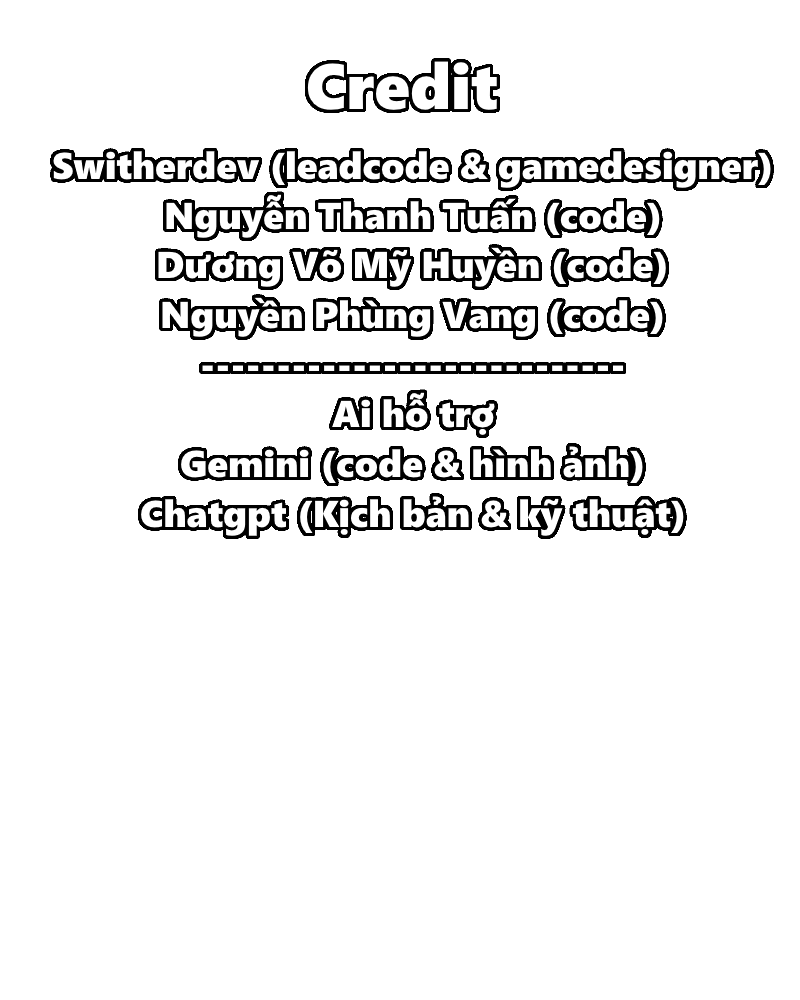 Credit
Switherdev (leadcode & gamedesigner)
Nguyễn Thanh Tuấn (code)
Dương Võ Mỹ Huyền (code)
Nguyền Phùng Vang (code)
----------------------------
Ai hỗ trợ
Gemini (code & hình ảnh)
Chatgpt (Kịch bản & kỹ thuật)